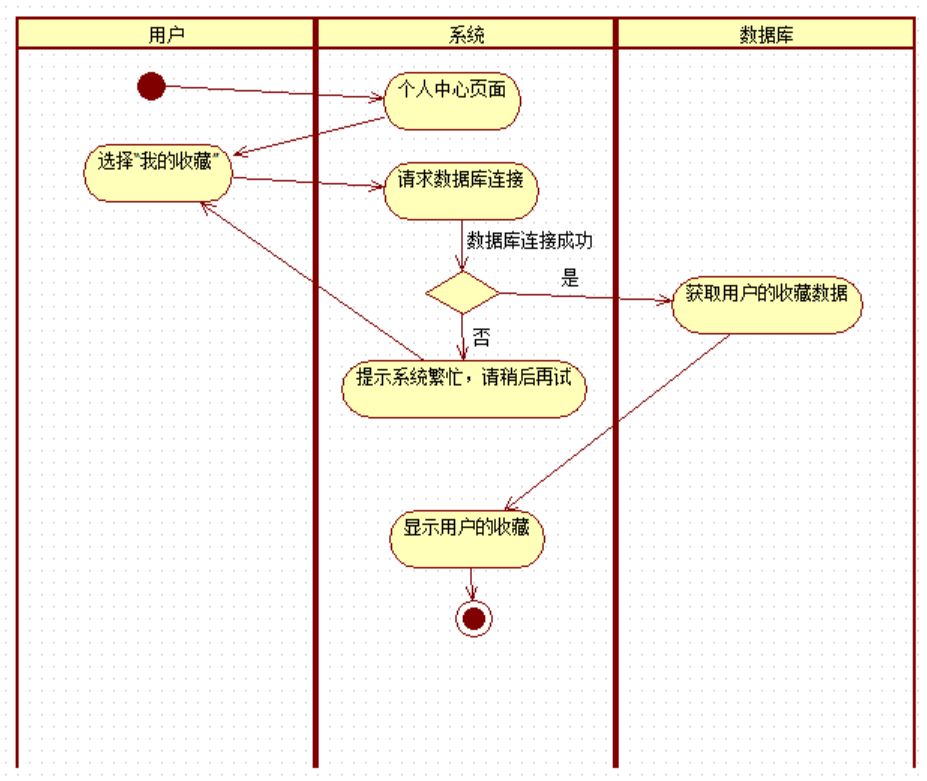 用户
系统
数据库
个人中心页面
选择“我的收藏”
请求数据库连接
数据库连接成功
是
获取用户的收藏数据
否
提示系统繁忙，请稍后再试
显示用户的收藏